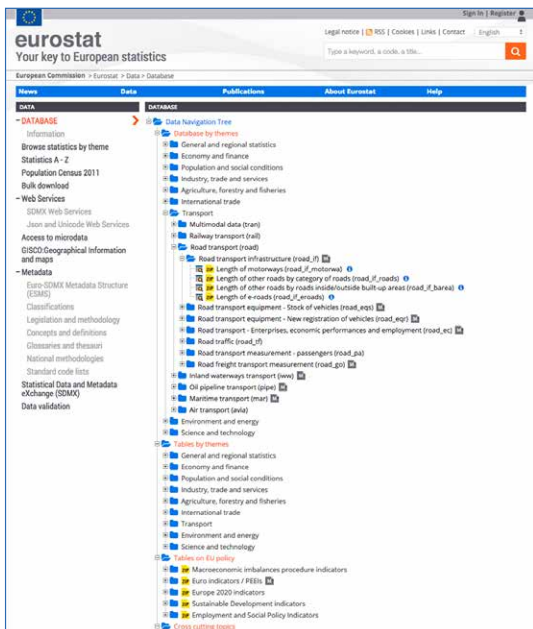 Sign In | Register
eurostat
Your key to European statistics
Legal notice | RSS | Cookies | Links | Contact
English
Type a keyword, a code, a title...
European Commission > Eurostat > Data > Database
News Data Publications About Eurostat Help
DATA
- DATABASE
Information
Browse statistics by theme
Statistics A - Z
Population Census 2011
Bulk download
- Web Services
SDMX Web Services
Json and Unicode Web Services
Access to microdata
GISCO:Geographical Information
and maps
- Metadata
Euro-SDMX Metadata Structure
(ESMS)
Classifications
Legislation and methodology
Concepts and definitions
Glossaries and thesauri
National methodologies
Standard code lists
Statistical Data and Metadata
eXchange (SDMX)
Data validation
DATABASE
Data Navigation Tree
Database by themes
General and regional statistics
Economy and finance
Population and social conditions
Industry, trade and services
Agriculture, forestry and fisheries
International trade
Transport
Multimodal data (tran)
Railway transport (rail)
Road transport (road)
Road transport infrastructure (road_if) M
ZIP Length of motorways (road_if_motorwa)
ZIP Length of other roads by category of roads (road_if_roads)
ZIP Length of other roads by roads inside/outside built-up areas (road_if_barea)
ZIP Length of e-roads (road_if_eroads)
Road transport equipment - Stock of vehicles (road_eqs) M
Road transport equipment - New registration of vehicles (road_eqr) M
Road transport - Enterprises, economic performances and employment (road_ec) M
Road traffic (road_tf)
Road transport measurement - passengers (road_pa)
Road freight transport measurement (road_go) M
Inland waterways transport (iww) M
Oil pipeline transport (pipe) M
Maritime transport (mar) M
Air transport (avia)
Environment and energy
Science and technology
Tables by themes
General and regional statistics
Economy and finance
Population and social conditions
Industry, trade and services
Agriculture, forestry and fisheries
International trade
Transport
Environment and energy
Science and technology
Tables on EU policy
ZIP Macroeconomic imbalances procedure indicators
ZIP Euro indicators / PEEIs M
ZIP Europe 2020 indicators
ZIP Sustainable Development indicators
ZIP Employment and Social Policy Indicators
Cross cutting topics